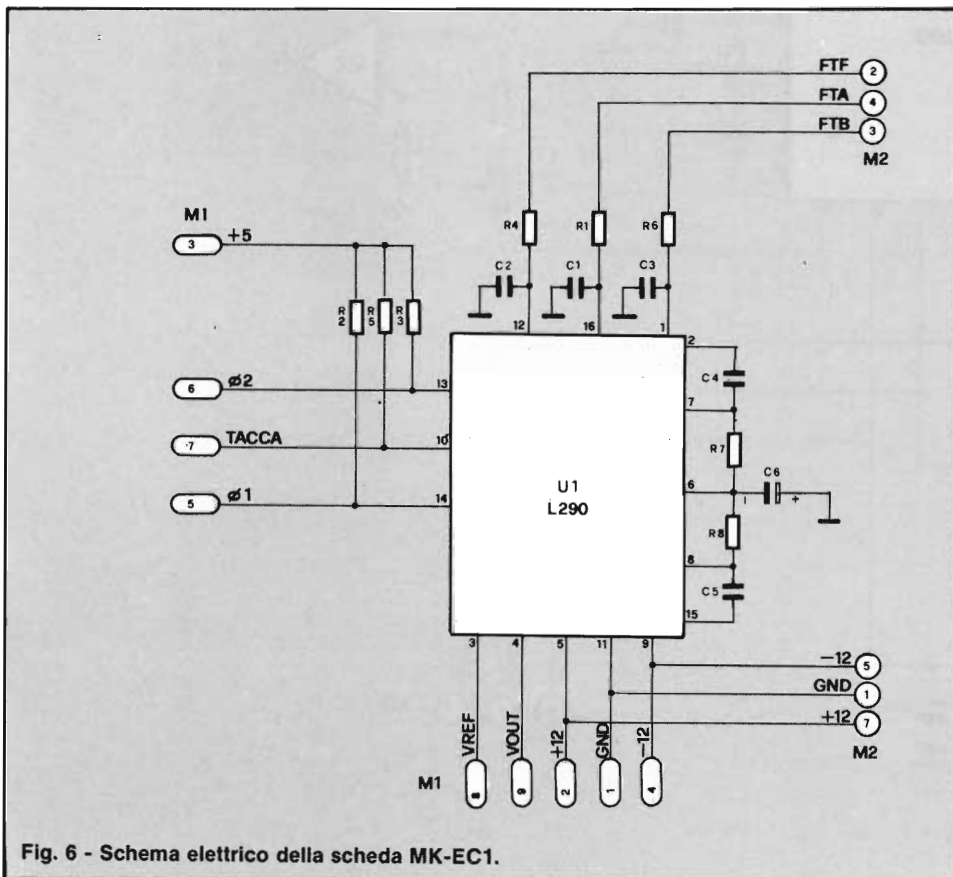 FTF 2
FTA 4
FTB 3
M2
M1
3 +5
R4 R1 R6
C2 C1 C3
R2 R5 R3
12 16 1
2
C4
6 ø2 13
7
7 TACCA 10
R7
C6
5 ø1 14
U1
L290
6
- +
R8
8
C5
15
3 4 5 11 9
-12 5
GND 1
+12 7
M2
VREF VOUT +12 GND -12
M1 8 9 2 1 4
Fig. 6 - Schema elettrico della scheda MK-EC1.